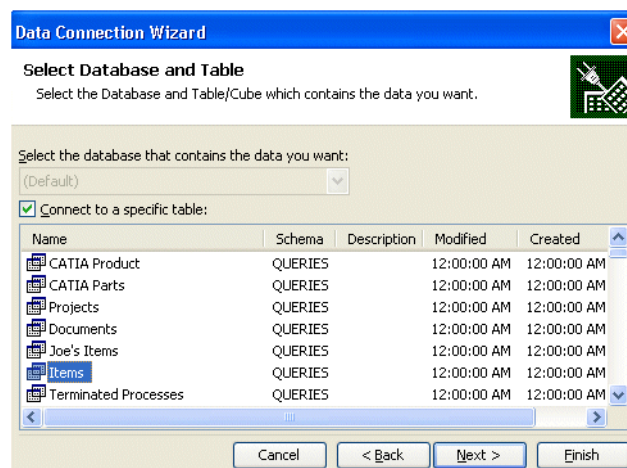 Data Connection Wizard
Select Database and Table
Select the Database and Table/Cube which contains the data you want.
Select the database that contains the data you want:
(Default)
Connect to a specific table:
Name Schema Description Modified Created
CATIA Product QUERIES 12:00:00 AM 12:00:00 AM
CATIA Parts QUERIES 12:00:00 AM 12:00:00 AM
Projects QUERIES 12:00:00 AM 12:00:00 AM
Documents QUERIES 12:00:00 AM 12:00:00 AM
Joe's Items QUERIES 12:00:00 AM 12:00:00 AM
Items QUERIES 12:00:00 AM 12:00:00 AM
Terminated Processes QUERIES 12:00:00 AM 12:00:00 AM
Cancel < Back Next > Finish